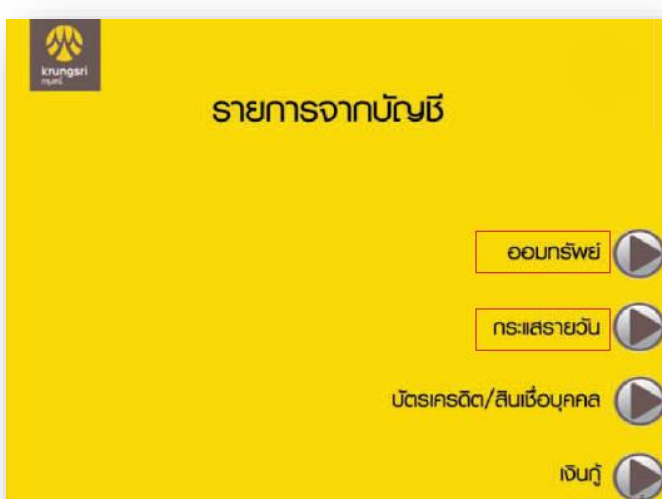 krungsri
กรุงศรี
รายการจากบัญชี
ออมทรัพย์
กระแสรายวัน
บัตรเครดิต/สินเชื่อบุคคล
เงินกู้